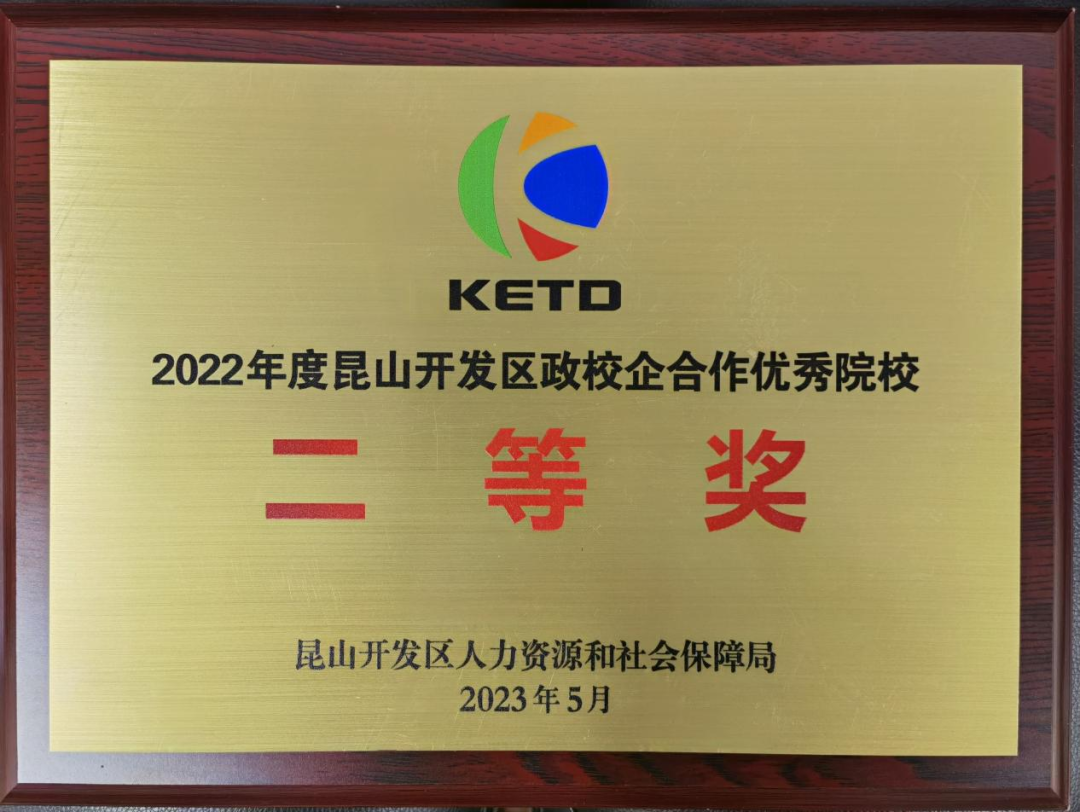 KETD
2022年度昆山开发区政校企合作优秀院校
二等奖
昆山开发区人力资源和社会保障局
2023年5月